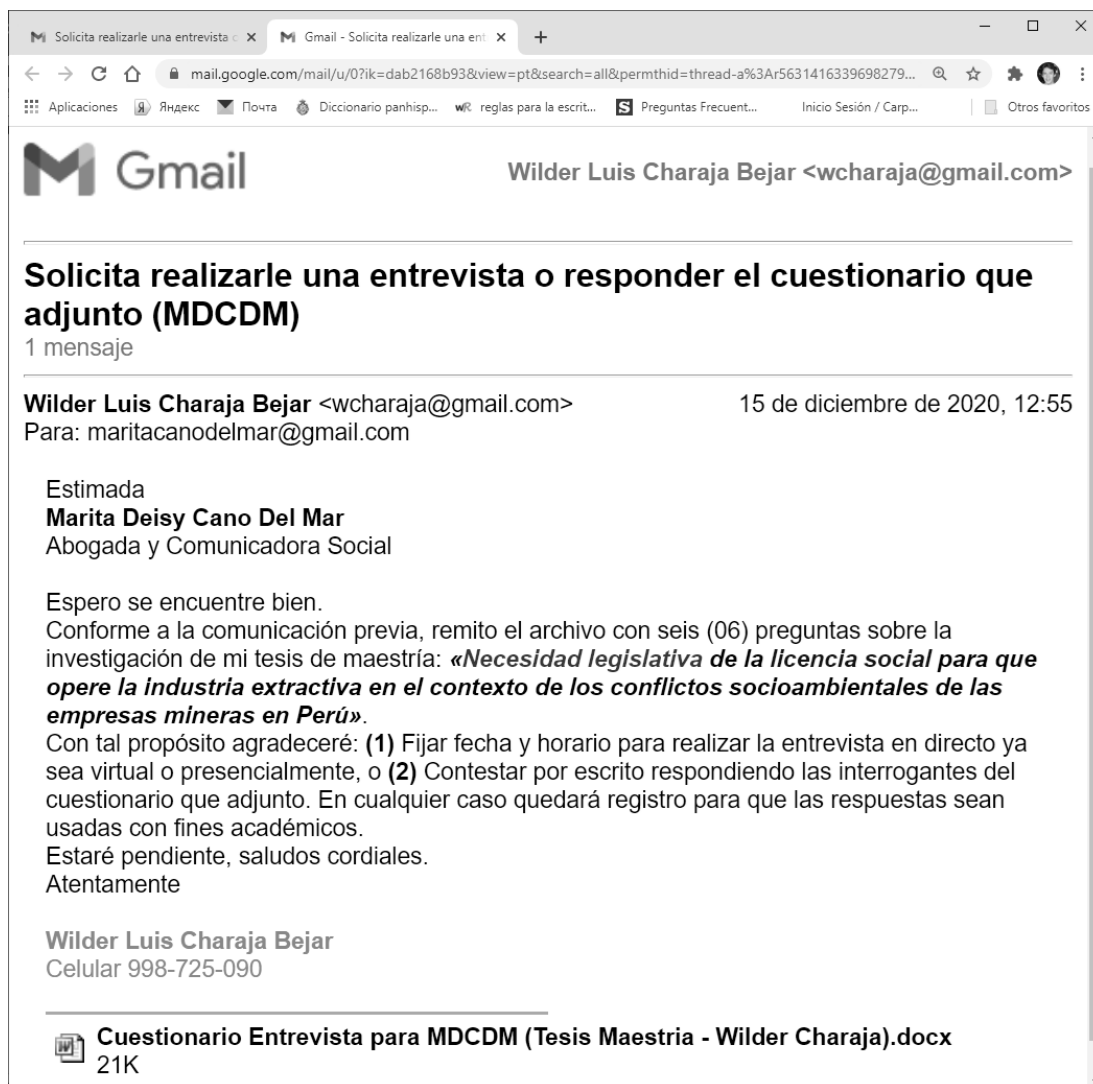 Solicita realizarle una entrevista c
Gmail - Solicita realizarle una ent
mail.google.com/mail/u/0?ik=dab2168b93&view=pt&search=all&permthid=thread-a%3Ar5631416339698279...
Aplicaciones Яндекс Почта Diccionario panhisp... wR reglas para la escrit... S Preguntas Frecuent... Inicio Sesión / Carp... Otros favoritos
Gmail
Wilder Luis Charaja Bejar <wcharaja@gmail.com>
Solicita realizarle una entrevista o responder el cuestionario que
adjunto (MDCDM)
1 mensaje
Wilder Luis Charaja Bejar <wcharaja@gmail.com> 15 de diciembre de 2020, 12:55
Para: maritacanodelmar@gmail.com
Estimada
Marita Deisy Cano Del Mar
Abogada y Comunicadora Social
Espero se encuentre bien.
Conforme a la comunicación previa, remito el archivo con seis (06) preguntas sobre la
investigación de mi tesis de maestría: «Necesidad legislativa de la licencia social para que
opere la industria extractiva en el contexto de los conflictos socioambientales de las
empresas mineras en Perú».
Con tal propósito agradeceré: (1) Fijar fecha y horario para realizar la entrevista en directo ya
sea virtual o presencialmente, o (2) Contestar por escrito respondiendo las interrogantes del
cuestionario que adjunto. En cualquier caso quedará registro para que las respuestas sean
usadas con fines académicos.
Estaré pendiente, saludos cordiales.
Atentamente
Wilder Luis Charaja Bejar
Celular 998-725-090
Cuestionario Entrevista para MDCDM (Tesis Maestria - Wilder Charaja).docx
21K